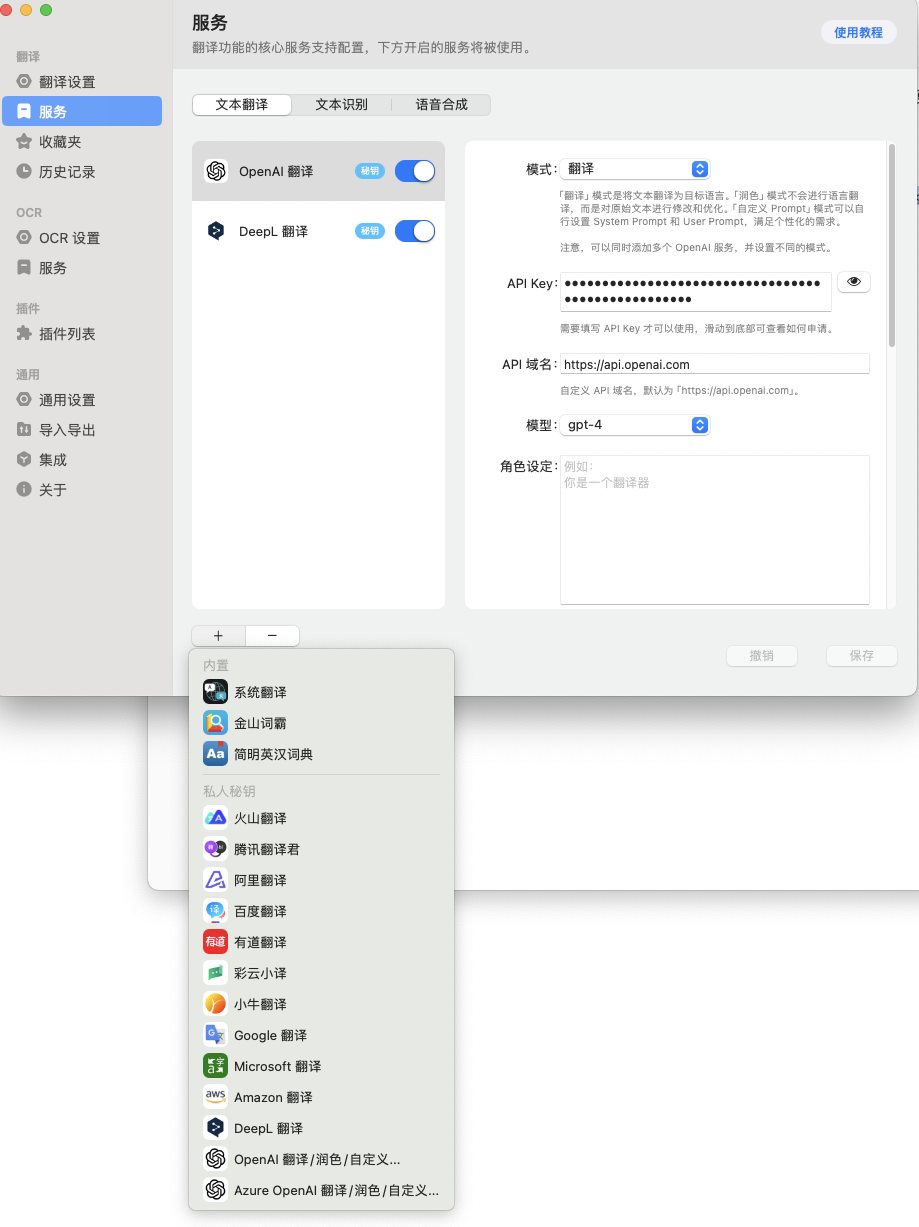 服务
翻译功能的核心服务支持配置，下方开启的服务将被使用。
使用教程
翻译
翻译设置
服务
收藏夹
历史记录
OCR
OCR 设置
服务
插件
插件列表
通用
通用设置
导入导出
集成
关于
文本翻译
文本识别
语音合成
OpenAI 翻译
秘钥
DeepL 翻译
秘钥
模式：
翻译
「翻译」模式是将文本翻译为目标语言。「润色」模式不会进行语言翻
译，而是对原始文本进行修改和优化。「自定义 Prompt」模式可以自
行设置 System Prompt 和 User Prompt，满足个性化的需求。
注意，可以同时添加多个 OpenAI 服务，并设置不同的模式。
API Key：
需要填写 API Key 才可以使用，滑动到底部可查看如何申请。
API 域名：
https://api.openai.com
自定义 API 域名，默认为「https://api.openai.com」。
模型：
gpt-4
角色设定：
例如：
你是一个翻译器
+
−
撤销
保存
内置
系统翻译
金山词霸
Aa
简明英汉词典
私人秘钥
火山翻译
腾讯翻译君
阿里翻译
译
百度翻译
有道
有道翻译
彩云小译
小牛翻译
Google 翻译
Microsoft 翻译
aws
Amazon 翻译
DeepL 翻译
OpenAI 翻译/润色/自定义...
Azure OpenAI 翻译/润色/自定义...